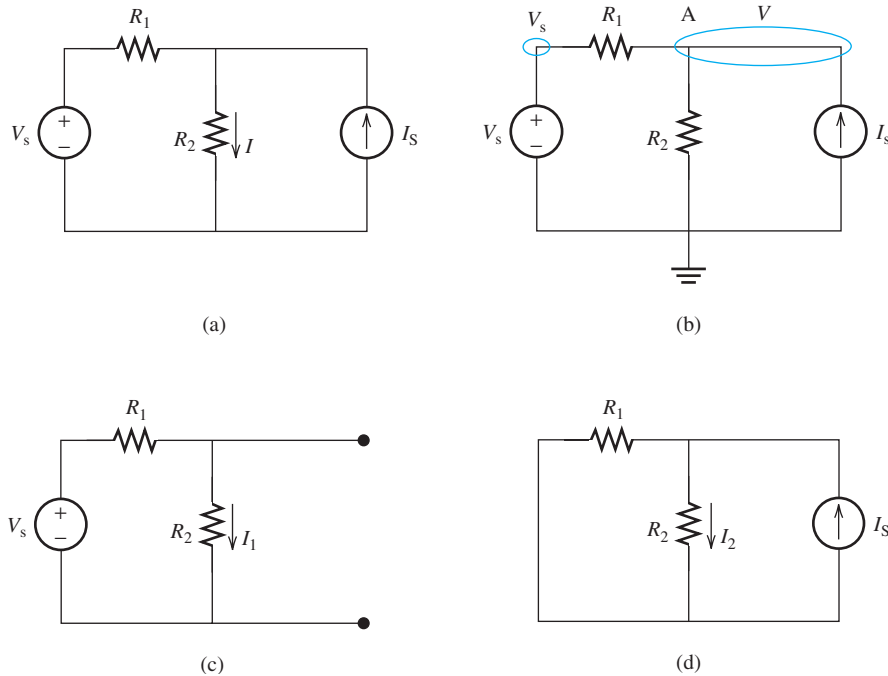 R1
Vs
+
−
R2
I
IS
(a)
Vs
R1
A
V
Vs
+
−
R2
Is
(b)
R1
Vs
+
−
R2
I1
(c)
R1
R2
I2
IS
(d)